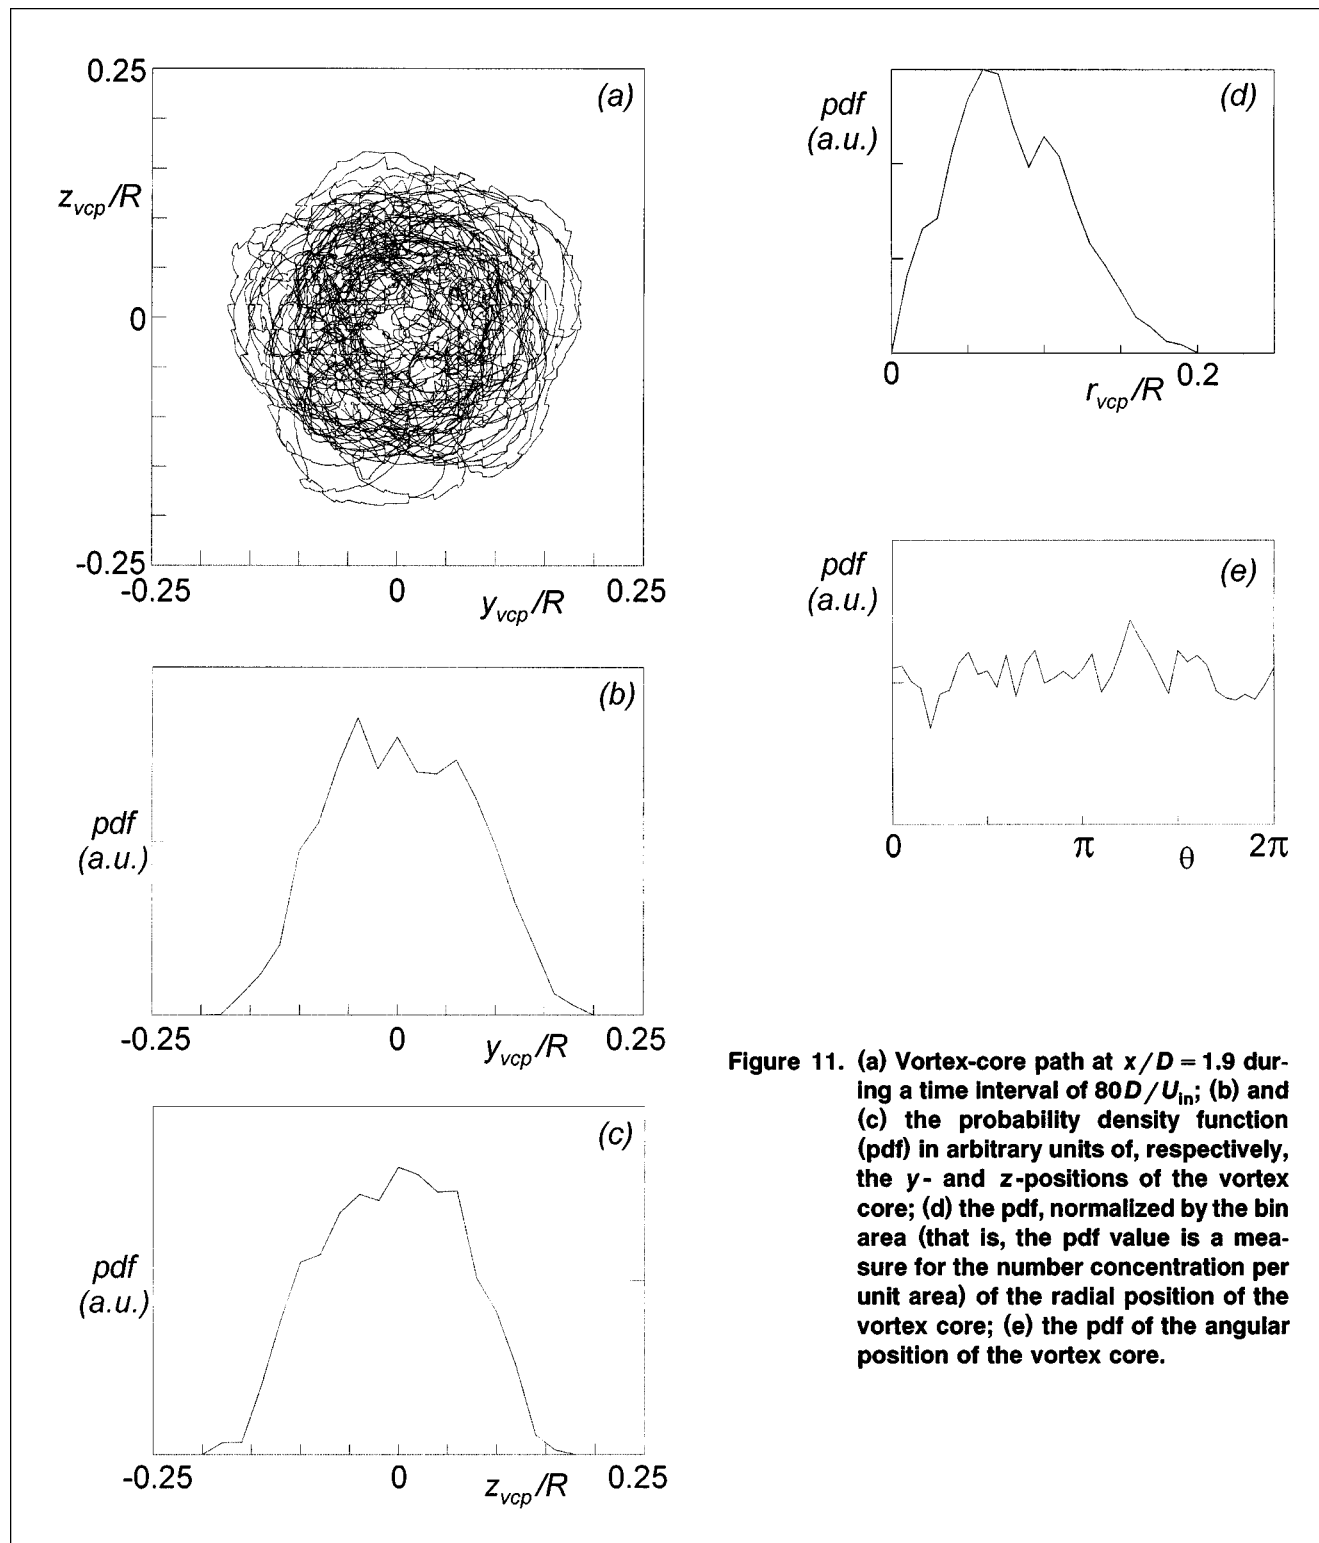 0.25
(a)
z_vcp/R
0
-0.25
-0.25 0 0.25
y_vcp/R
(b)
pdf
(a.u.)
-0.25 0 0.25
y_vcp/R
(c)
pdf
(a.u.)
-0.25 0 0.25
z_vcp/R
pdf
(a.u.)
(d)
0 0.2
r_vcp/R
pdf
(a.u.)
(e)
0 π θ 2π
Figure 11. (a) Vortex-core path at x/D = 1.9 dur-
ing a time interval of 80D/U_in; (b) and
(c) the probability density function
(pdf) in arbitrary units of, respectively,
the y- and z-positions of the vortex
core; (d) the pdf, normalized by the bin
area (that is, the pdf value is a mea-
sure for the number concentration per
unit area) of the radial position of the
vortex core; (e) the pdf of the angular
position of the vortex core.